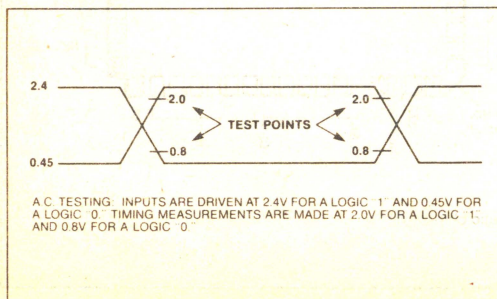 2.4
2.0 2.0
TEST POINTS
0.8 0.8
0.45
A.C. TESTING: INPUTS ARE DRIVEN AT 2.4V FOR A LOGIC "1" AND 0.45V FOR
A LOGIC "0." TIMING MEASUREMENTS ARE MADE AT 2.0V FOR A LOGIC "1"
AND 0.8V FOR A LOGIC "0"